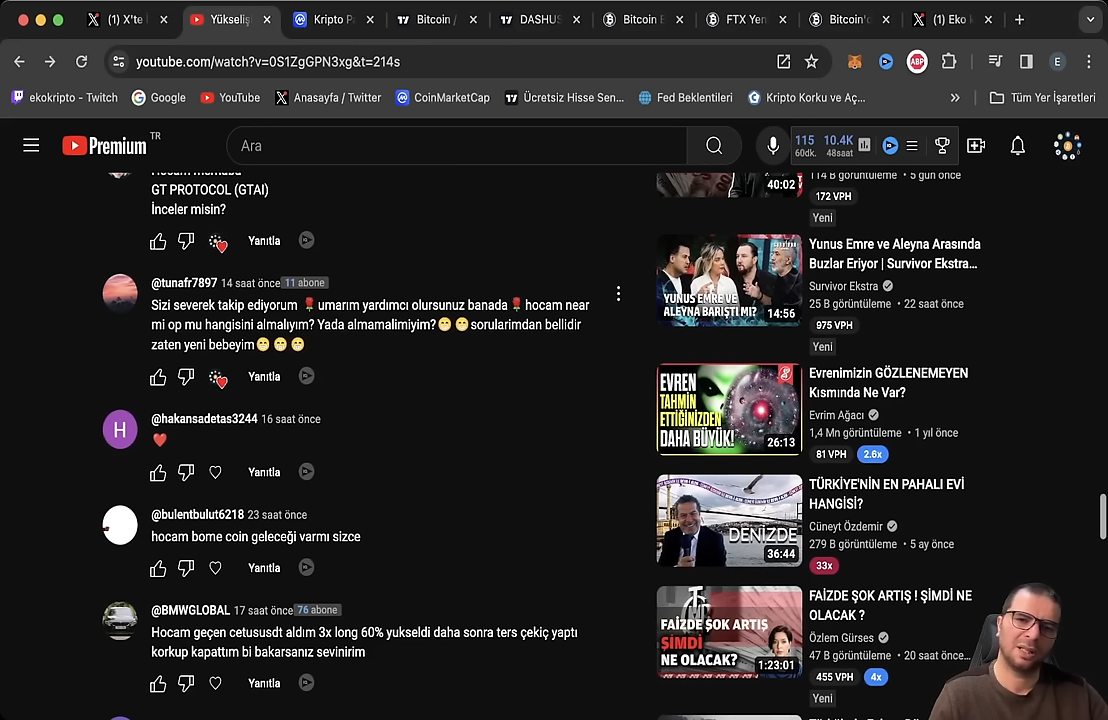 (1) X'te İ
Yükseliş
Kripto P
Bitcoin /
DASHUS
Bitcoin E
FTX Yen
Bitcoin'd
(1) Eko k
youtube.com/watch?v=0S1ZgGPN3xg&t=214s
ABP
E
ekokripto - Twitch
Google
YouTube
Anasayfa / Twitter
CoinMarketCap
Ücretsiz Hisse Sen...
Fed Beklentileri
Kripto Korku ve Aç...
Tüm Yer İşaretleri
Premium TR
Ara
115 10.4K
60dk. 48saat
GT PROTOCOL (GTAI)
İnceler misin?
Yanıtla
@tunafr7897 14 saat önce 11 abone
Sizi severek takip ediyorum 🌹umarım yardımcı olursunuz banada🌹hocam near
mi op mu hangisini almalıyım? Yada almamalimiyim?😁😁sorularimdan bellidir
zaten yeni bebeyim😁😁😁
Yanıtla
H
@hakansadetas3244 16 saat önce
❤️
Yanıtla
@bulentbulut6218 23 saat önce
hocam bome coin geleceği varmı sizce
Yanıtla
@BMWGLOBAL 17 saat önce 76 abone
Hocam geçen cetususdt aldım 3x long 60% yukseldi daha sonra ters çekiç yaptı
korkup kapattım bi bakarsanız sevinirim
Yanıtla
40:02
114 B görüntüleme • 5 gün önce
172 VPH
Yeni
YUNUS EMRE VE
ALEYNA BARIŞTI MI?
14:56
Yunus Emre ve Aleyna Arasında
Buzlar Eriyor | Survivor Ekstra...
Survivor Ekstra
25 B görüntüleme • 22 saat önce
975 VPH
Yeni
EVREN
TAHMİN
ETTİĞİNİZDEN
DAHA BÜYÜK!
26:13
Evrenimizin GÖZLENEMEYEN
Kısmında Ne Var?
Evrim Ağacı
1,4 Mn görüntüleme • 1 yıl önce
81 VPH 2.6x
DENİZDE
36:44
TÜRKİYE'NİN EN PAHALI EVİ
HANGİSİ?
Cüneyt Özdemir
279 B görüntüleme • 5 ay önce
33x
FAİZDE ŞOK ARTIŞ
ŞİMDİ
NE OLACAK?
1:23:01
FAİZDE ŞOK ARTIŞ ! ŞİMDİ NE
OLACAK ?
Özlem Gürses
47 B görüntüleme • 20 saat önce...
455 VPH 4x
Yeni